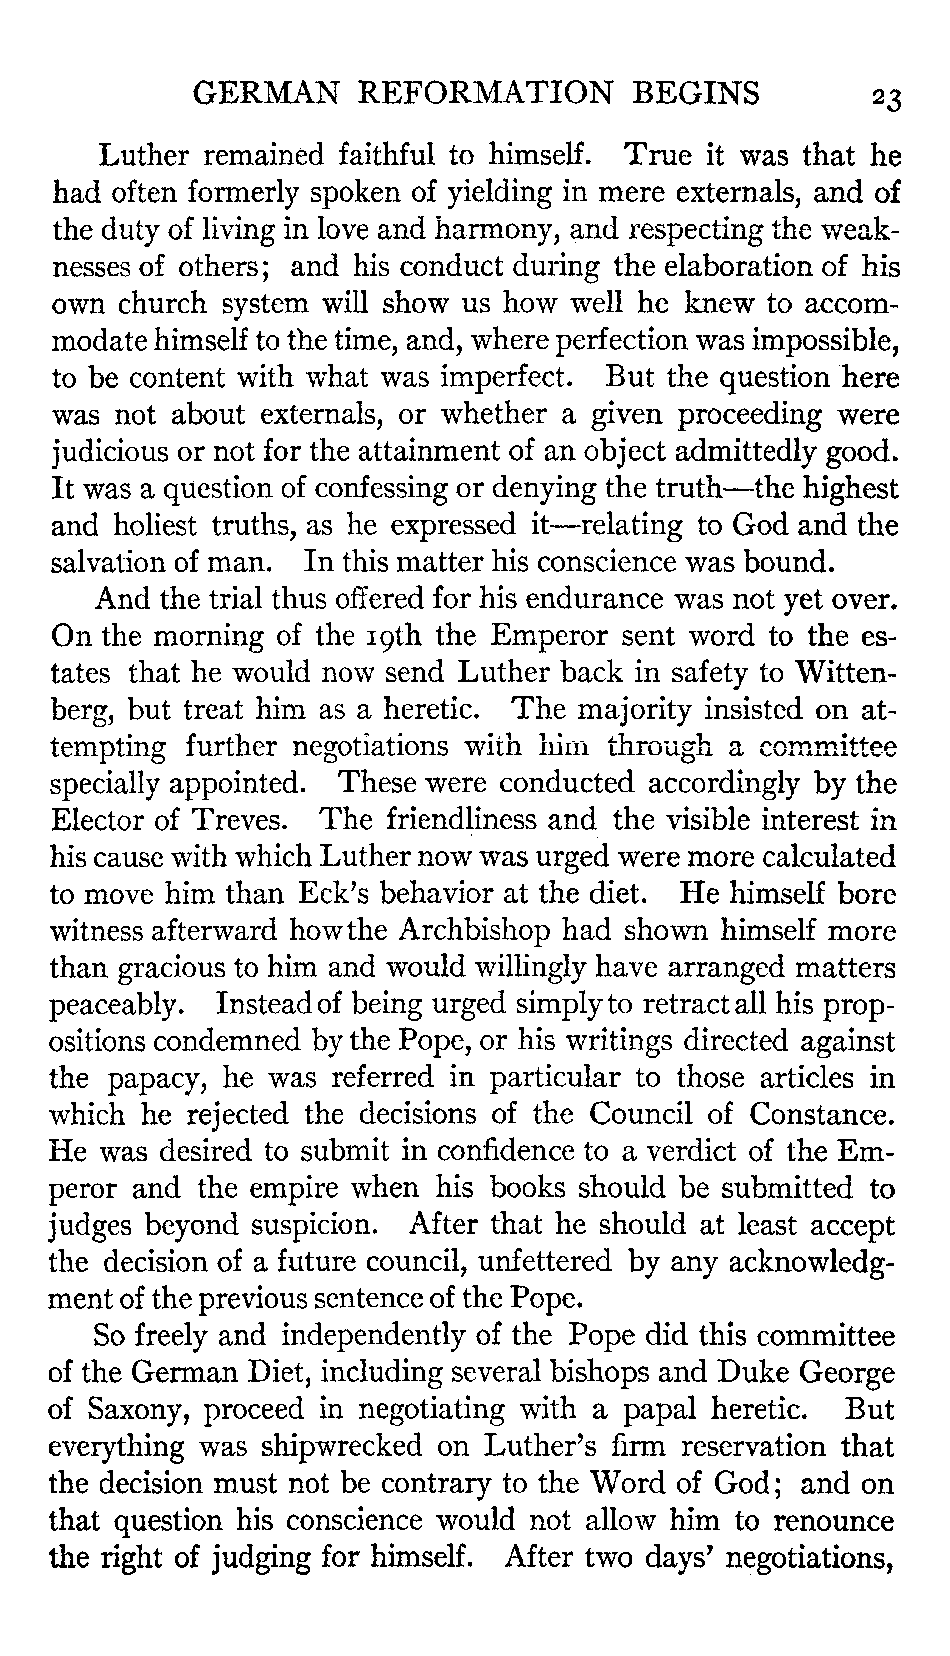 GERMAN REFORMATION BEGINS 23
Luther remained faithful to himself. True it was that he
had often formerly spoken of yielding in mere externals, and of
the duty of living in love and harmony, and respecting the weak-
nesses of others; and his conduct during the elaboration of his
own church system will show us how well he knew to accom-
modate himself to the time, and, where perfection was impossible,
to be content with what was imperfect. But the question here
was not about externals, or whether a given proceeding were
judicious or not for the attainment of an object admittedly good.
It was a question of confessing or denying the truth—the highest
and holiest truths, as he expressed it—relating to God and the
salvation of man. In this matter his conscience was bound.
And the trial thus offered for his endurance was not yet over.
On the morning of the 19th the Emperor sent word to the es-
tates that he would now send Luther back in safety to Witten-
berg, but treat him as a heretic. The majority insisted on at-
tempting further negotiations with him through a committee
specially appointed. These were conducted accordingly by the
Elector of Treves. The friendliness and the visible interest in
his cause with which Luther now was urged were more calculated
to move him than Eck's behavior at the diet. He himself bore
witness afterward how the Archbishop had shown himself more
than gracious to him and would willingly have arranged matters
peaceably. Instead of being urged simply to retract all his prop-
ositions condemned by the Pope, or his writings directed against
the papacy, he was referred in particular to those articles in
which he rejected the decisions of the Council of Constance.
He was desired to submit in confidence to a verdict of the Em-
peror and the empire when his books should be submitted to
judges beyond suspicion. After that he should at least accept
the decision of a future council, unfettered by any acknowledg-
ment of the previous sentence of the Pope.
So freely and independently of the Pope did this committee
of the German Diet, including several bishops and Duke George
of Saxony, proceed in negotiating with a papal heretic. But
everything was shipwrecked on Luther's firm reservation that
the decision must not be contrary to the Word of God; and on
that question his conscience would not allow him to renounce
the right of judging for himself. After two days' negotiations,